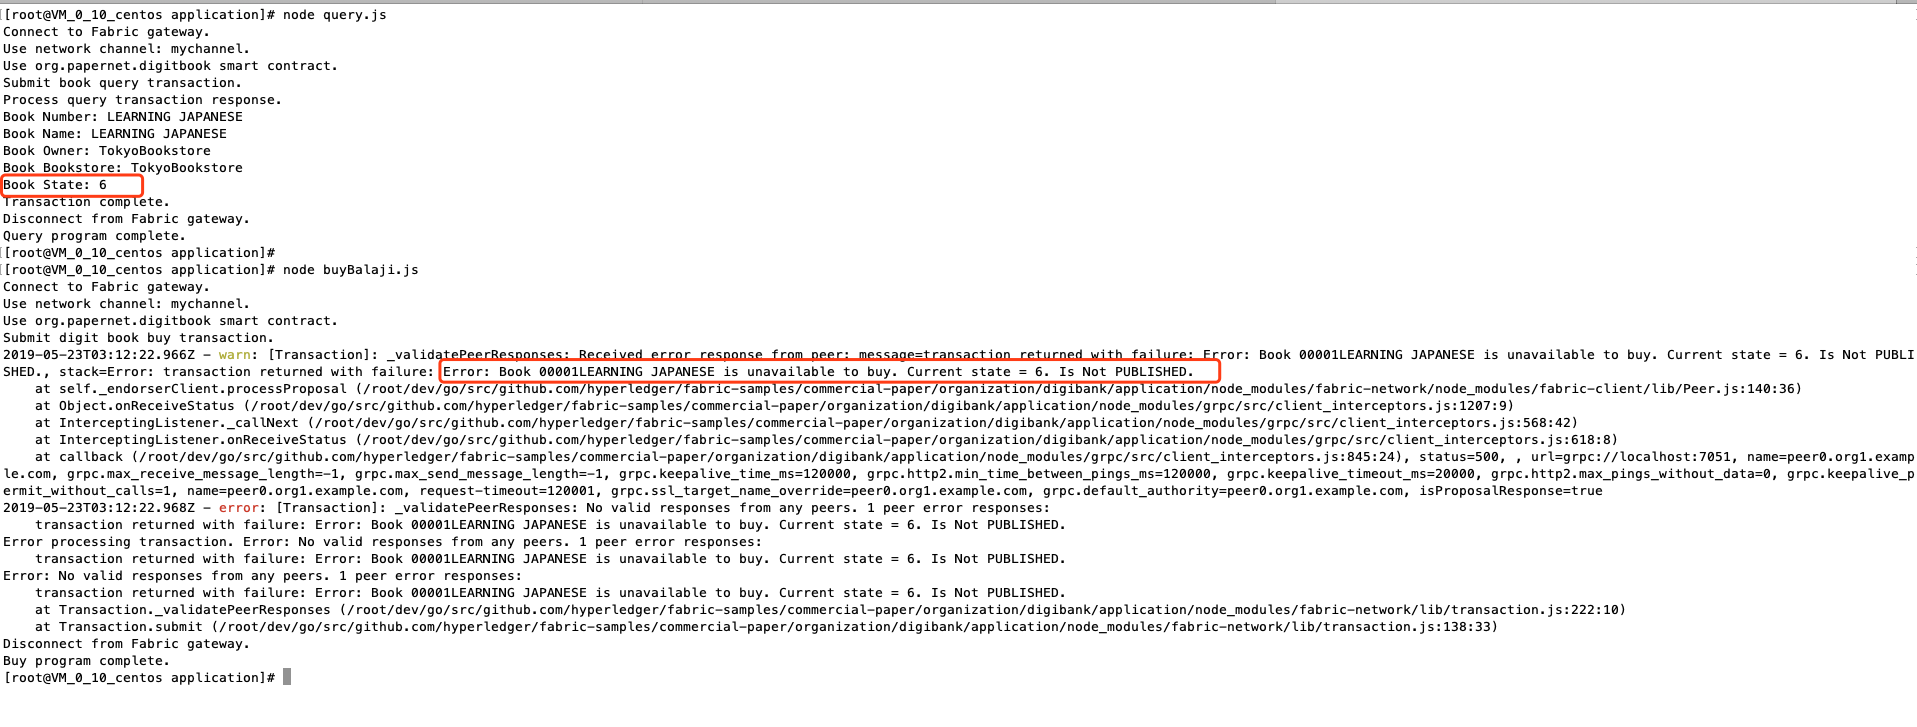 [root@VM_0_10_centos application]# node query.js
Connect to Fabric gateway.
Use network channel: mychannel.
Use org.papernet.digitbook smart contract.
Submit book query transaction.
Process query transaction response.
Book Number: LEARNING JAPANESE
Book Name: LEARNING JAPANESE
Book Owner: TokyoBookstore
Book Bookstore: TokyoBookstore
Book State: 6
Transaction complete.
Disconnect from Fabric gateway.
Query program complete.
[root@VM_0_10_centos application]#
[root@VM_0_10_centos application]# node buyBalaji.js
Connect to Fabric gateway.
Use network channel: mychannel.
Use org.papernet.digitbook smart contract.
Submit digit book buy transaction.
2019-05-23T03:12:22.966Z - warn: [Transaction]: _validatePeerResponses: Received error response from peer: message=transaction returned with failure: Error: Book 00001LEARNING JAPANESE is unavailable to buy. Current state = 6. Is Not PUBLI
SHED., stack=Error: transaction returned with failure: Error: Book 00001LEARNING JAPANESE is unavailable to buy. Current state = 6. Is Not PUBLISHED.
    at self._endorserClient.processProposal (/root/dev/go/src/github.com/hyperledger/fabric-samples/commercial-paper/organization/digibank/application/node_modules/fabric-network/node_modules/fabric-client/lib/Peer.js:140:36)
    at Object.onReceiveStatus (/root/dev/go/src/github.com/hyperledger/fabric-samples/commercial-paper/organization/digibank/application/node_modules/grpc/src/client_interceptors.js:1207:9)
    at InterceptingListener._callNext (/root/dev/go/src/github.com/hyperledger/fabric-samples/commercial-paper/organization/digibank/application/node_modules/grpc/src/client_interceptors.js:568:42)
    at InterceptingListener.onReceiveStatus (/root/dev/go/src/github.com/hyperledger/fabric-samples/commercial-paper/organization/digibank/application/node_modules/grpc/src/client_interceptors.js:618:8)
    at callback (/root/dev/go/src/github.com/hyperledger/fabric-samples/commercial-paper/organization/digibank/application/node_modules/grpc/src/client_interceptors.js:845:24), status=500, , url=grpc://localhost:7051, name=peer0.org1.examp
le.com, grpc.max_receive_message_length=-1, grpc.max_send_message_length=-1, grpc.keepalive_time_ms=120000, grpc.http2.min_time_between_pings_ms=120000, grpc.keepalive_timeout_ms=20000, grpc.http2.max_pings_without_data=0, grpc.keepalive_p
ermit_without_calls=1, name=peer0.org1.example.com, request-timeout=120001, grpc.ssl_target_name_override=peer0.org1.example.com, grpc.default_authority=peer0.org1.example.com, isProposalResponse=true
2019-05-23T03:12:22.968Z - error: [Transaction]: _validatePeerResponses: No valid responses from any peers. 1 peer error responses:
    transaction returned with failure: Error: Book 00001LEARNING JAPANESE is unavailable to buy. Current state = 6. Is Not PUBLISHED.
Error processing transaction. Error: No valid responses from any peers. 1 peer error responses:
    transaction returned with failure: Error: Book 00001LEARNING JAPANESE is unavailable to buy. Current state = 6. Is Not PUBLISHED.
Error: No valid responses from any peers. 1 peer error responses:
    transaction returned with failure: Error: Book 00001LEARNING JAPANESE is unavailable to buy. Current state = 6. Is Not PUBLISHED.
    at Transaction._validatePeerResponses (/root/dev/go/src/github.com/hyperledger/fabric-samples/commercial-paper/organization/digibank/application/node_modules/fabric-network/lib/transaction.js:222:10)
    at Transaction.submit (/root/dev/go/src/github.com/hyperledger/fabric-samples/commercial-paper/organization/digibank/application/node_modules/fabric-network/lib/transaction.js:138:33)
Disconnect from Fabric gateway.
Buy program complete.
[root@VM_0_10_centos application]#